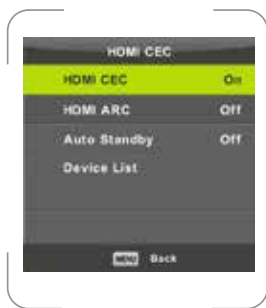 HDMI CEC
HDMI CEC On
HDMI ARC Off
Auto Standby Off
Device List
MENU Back